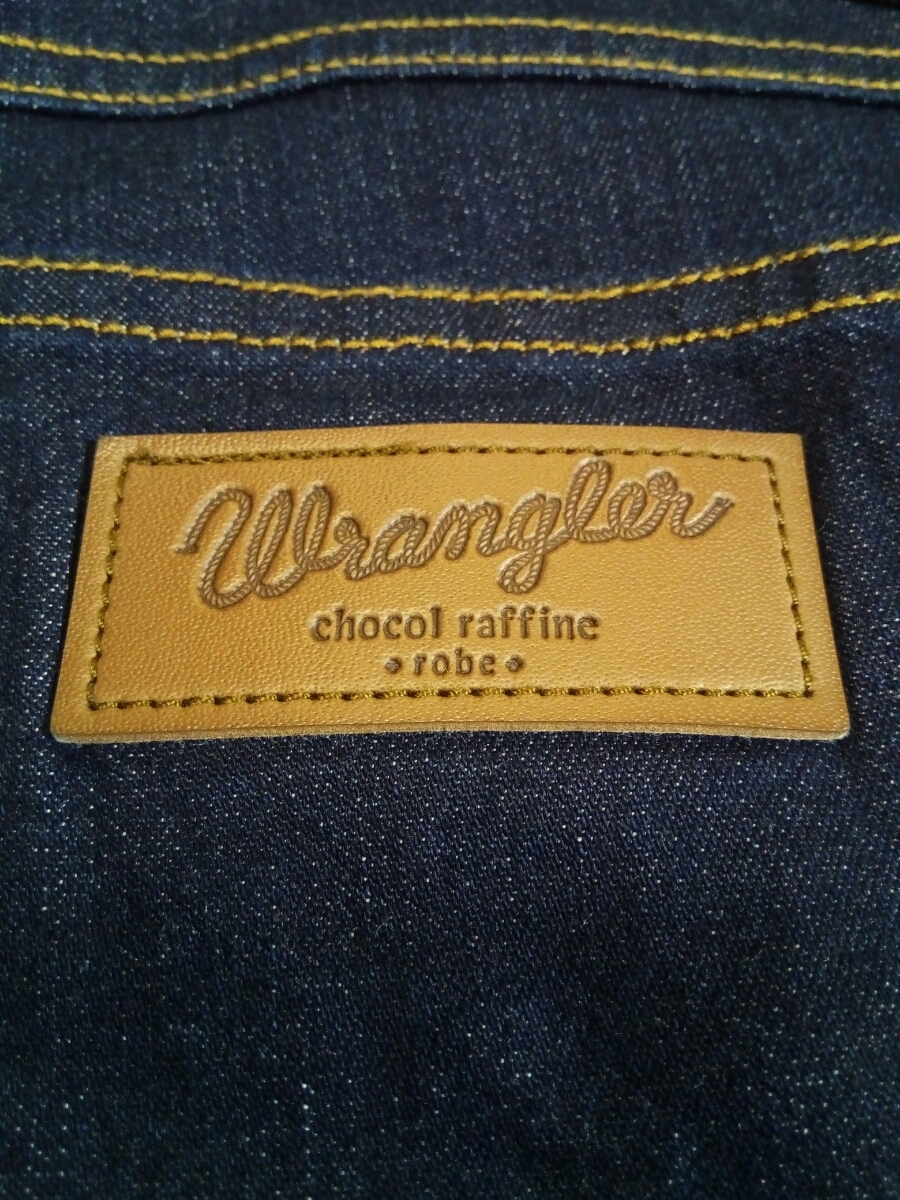 Wrangler
chocol raffine
•robe•